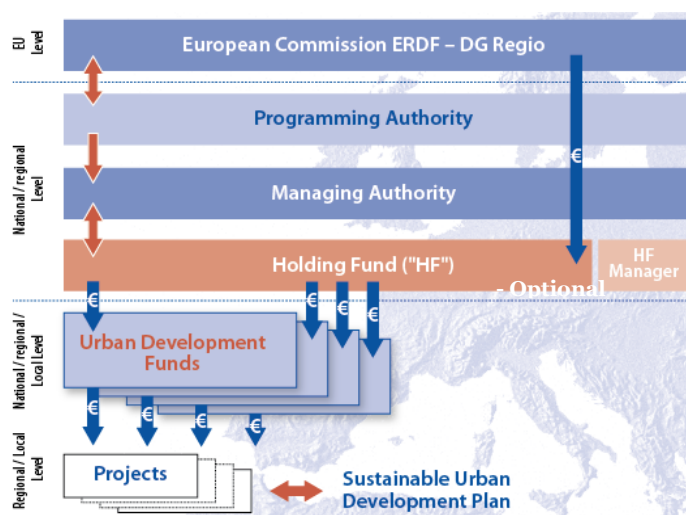 EU
Level
European Commission ERDF – DG Regio
National/regional
Level
Programming Authority
€
Managing Authority
Holding Fund ("HF")
HF
Manager
- Optional
National/regional/
Local Level
€ € € €
Urban Development
Funds
€ € € €
Regional/Local
Level
Projects
Sustainable Urban
Development Plan